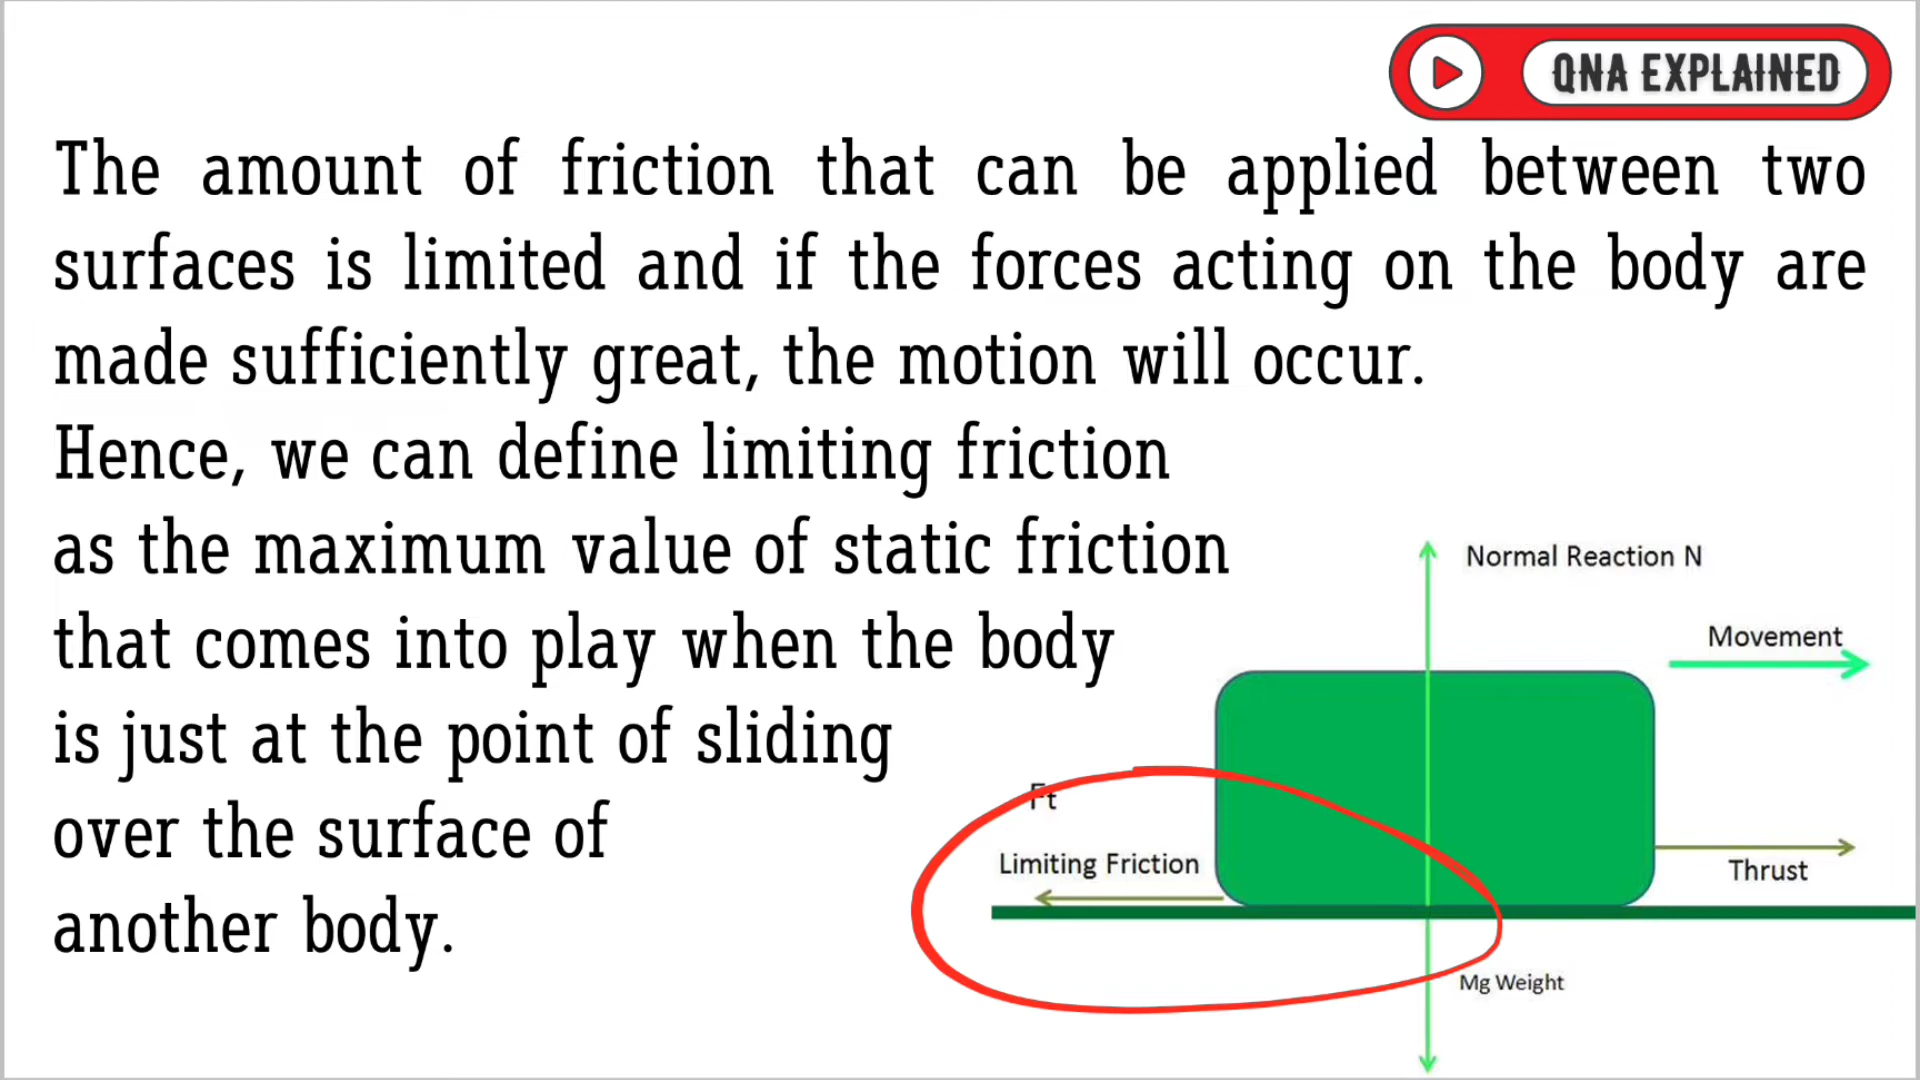 QNA EXPLAINED
The amount of friction that can be applied between two
surfaces is limited and if the forces acting on the body are
made sufficiently great, the motion will occur.
Hence, we can define limiting friction
as the maximum value of static friction
that comes into play when the body
is just at the point of sliding
over the surface of
another body.
Normal Reaction N
Movement
Ft
Limiting Friction
Thrust
Mg Weight